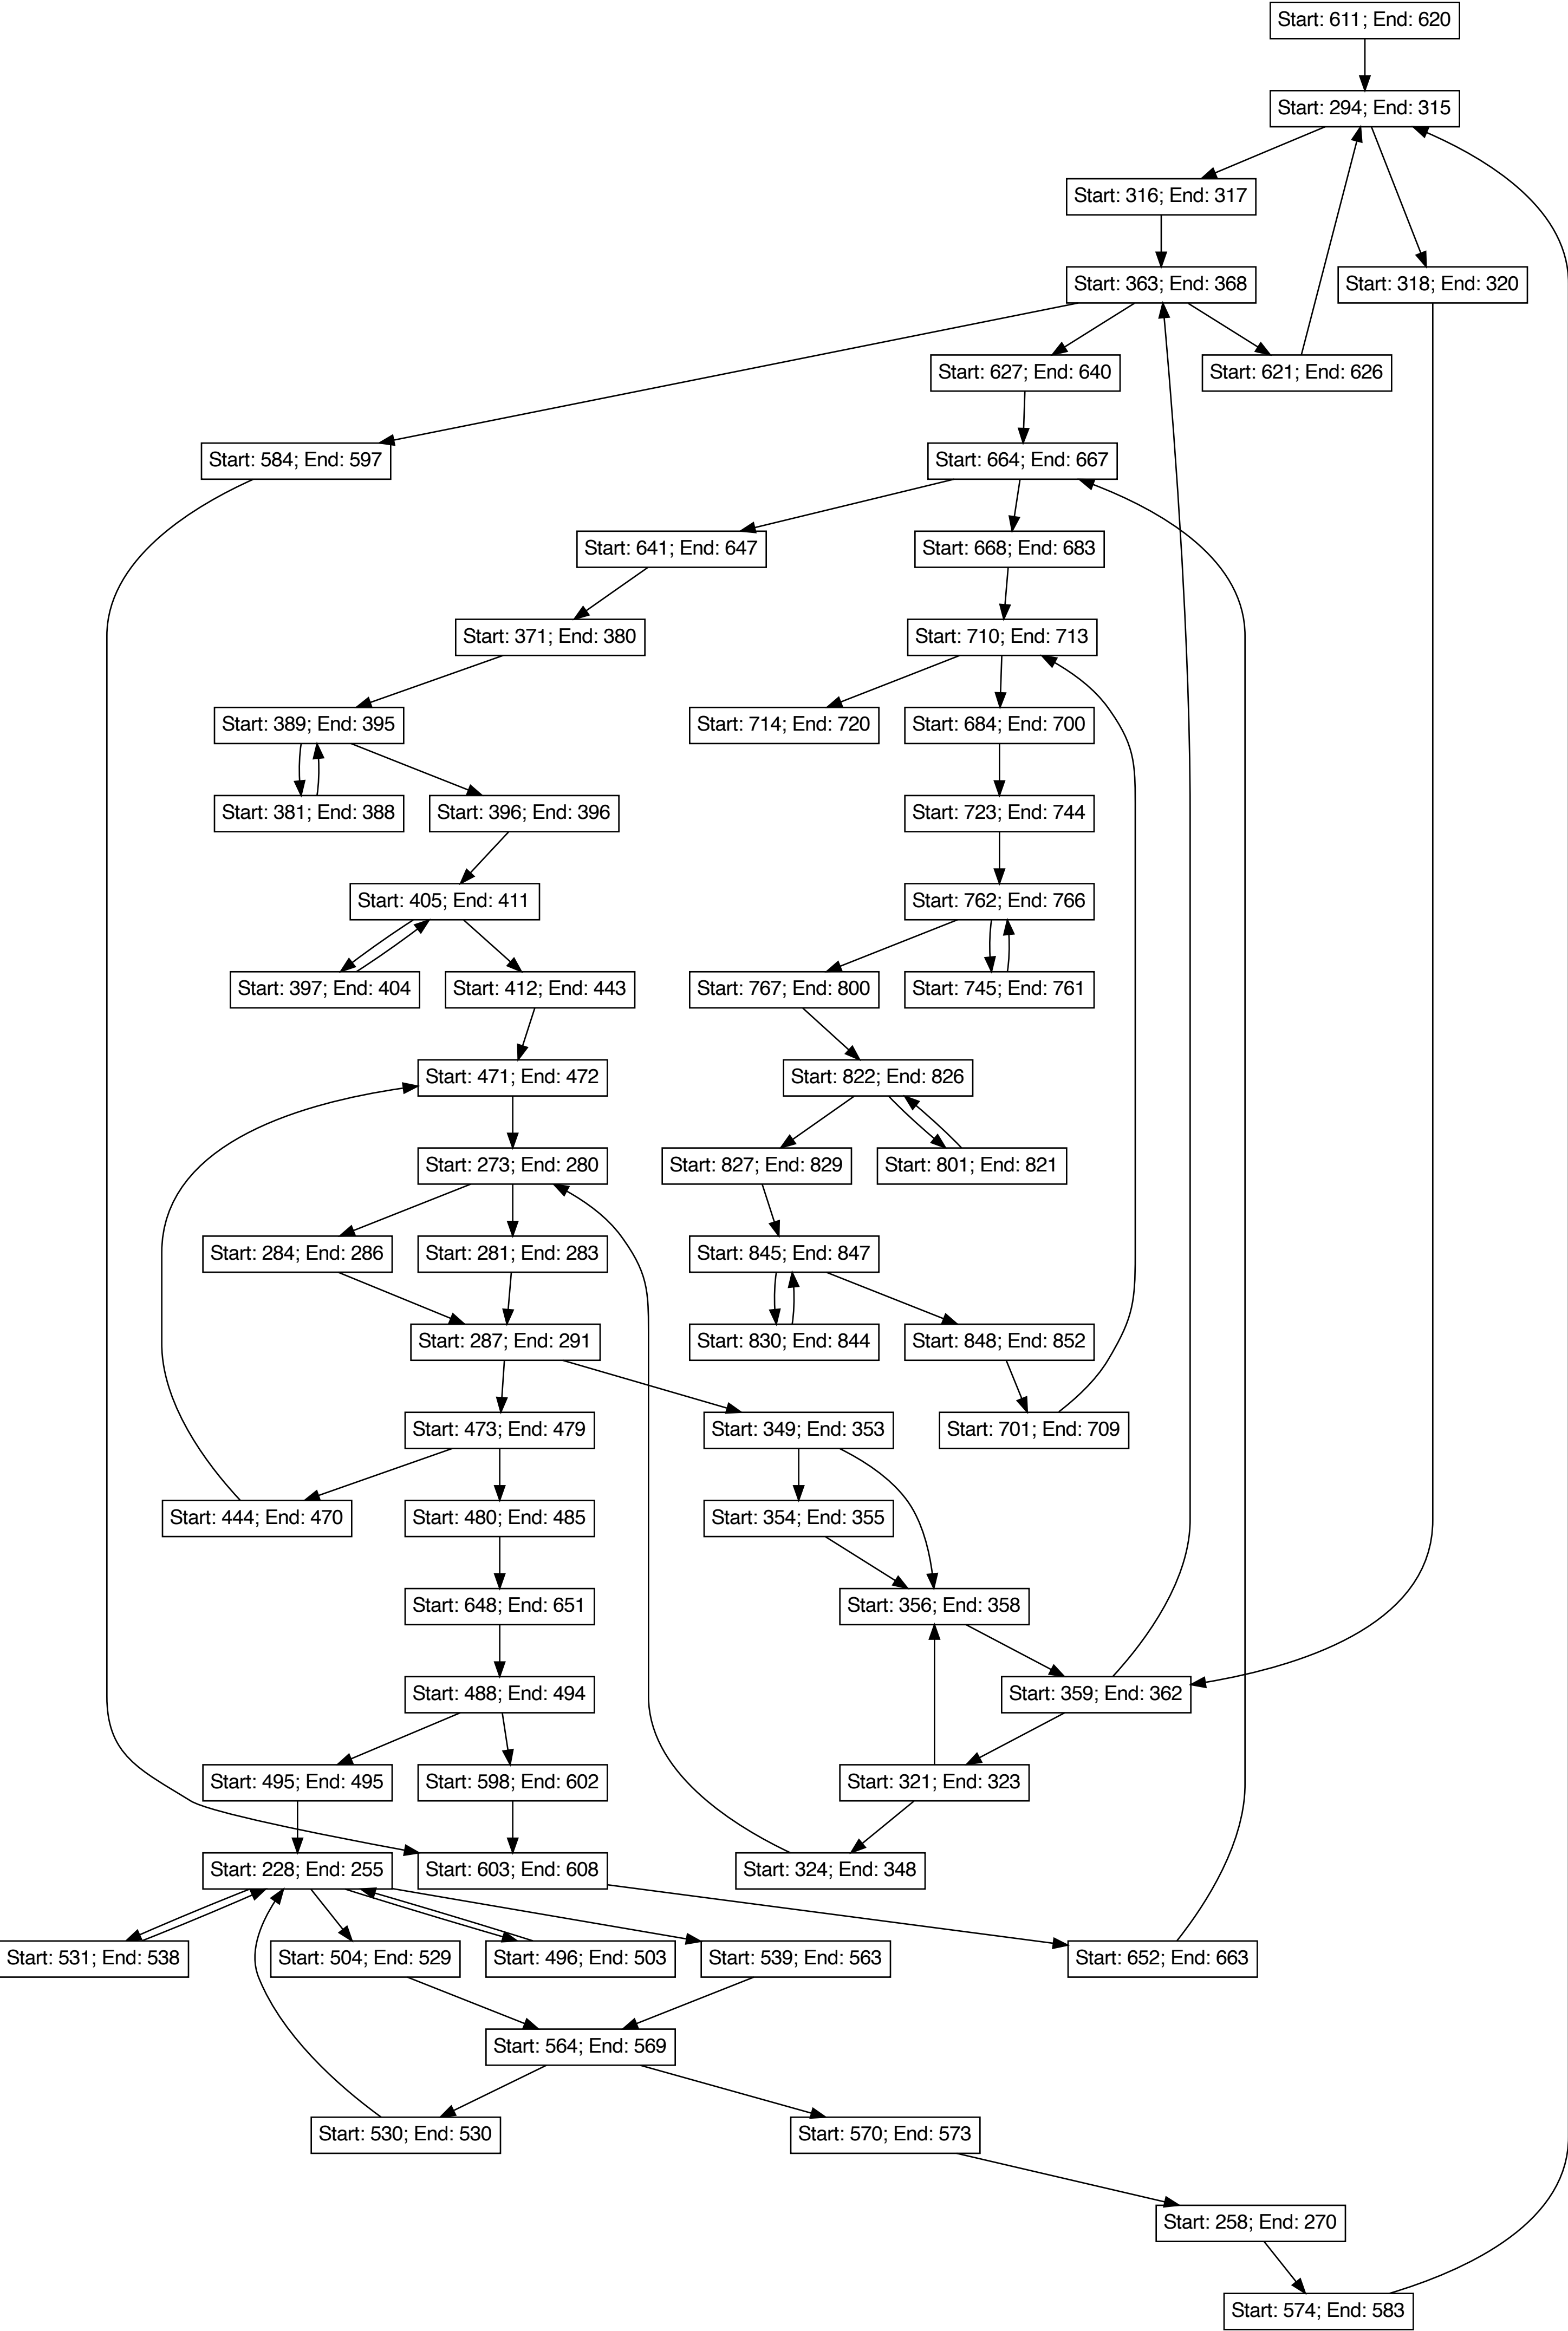 Start: 611; End: 620
Start: 294; End: 315
Start: 316; End: 317
Start: 363; End: 368
Start: 318; End: 320
Start: 627; End: 640
Start: 621; End: 626
Start: 584; End: 597
Start: 664; End: 667
Start: 641; End: 647
Start: 668; End: 683
Start: 371; End: 380
Start: 710; End: 713
Start: 389; End: 395
Start: 714; End: 720
Start: 684; End: 700
Start: 381; End: 388
Start: 396; End: 396
Start: 723; End: 744
Start: 405; End: 411
Start: 762; End: 766
Start: 397; End: 404
Start: 412; End: 443
Start: 767; End: 800
Start: 745; End: 761
Start: 471; End: 472
Start: 822; End: 826
Start: 273; End: 280
Start: 827; End: 829
Start: 801; End: 821
Start: 284; End: 286
Start: 281; End: 283
Start: 845; End: 847
Start: 287; End: 291
Start: 830; End: 844
Start: 848; End: 852
Start: 473; End: 479
Start: 349; End: 353
Start: 701; End: 709
Start: 444; End: 470
Start: 480; End: 485
Start: 354; End: 355
Start: 648; End: 651
Start: 356; End: 358
Start: 488; End: 494
Start: 359; End: 362
Start: 495; End: 495
Start: 598; End: 602
Start: 321; End: 323
Start: 228; End: 255
Start: 603; End: 608
Start: 324; End: 348
Start: 531; End: 538
Start: 504; End: 529
Start: 496; End: 503
Start: 539; End: 563
Start: 652; End: 663
Start: 564; End: 569
Start: 530; End: 530
Start: 570; End: 573
Start: 258; End: 270
Start: 574; End: 583